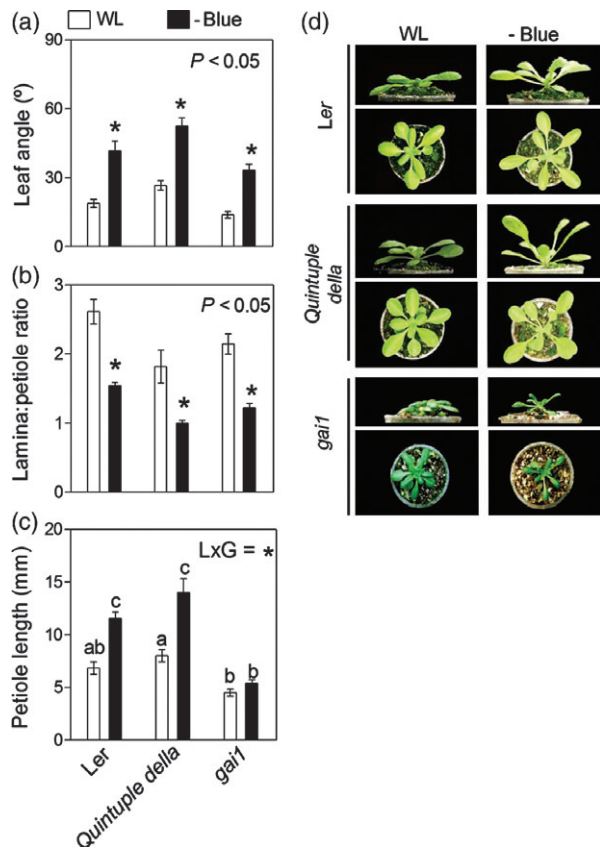 (a) WL - Blue
Leaf angle (º)
90
60
30
0
P < 0.05
* * *
(b)
Lamina:petiole ratio
3
2
1
0
P < 0.05
* * *
(c)
Petiole length (mm)
20
15
10
5
0
LxG = *
ab c a c b b
Ler Quintuple della gai1
(d)
WL - Blue
Ler
Quintuple
della
gai1